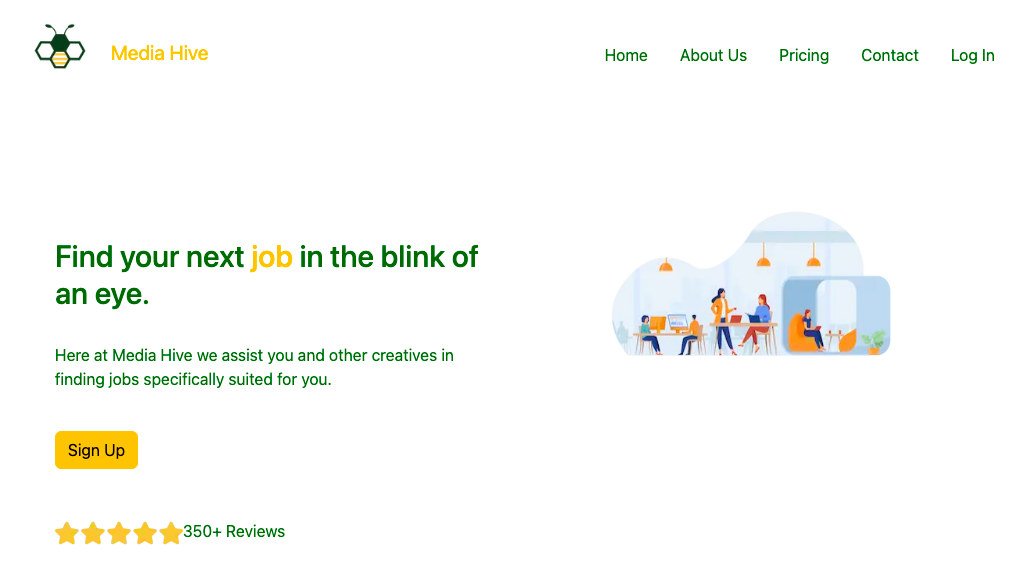 Media Hive
Home About Us Pricing Contact Log In
Find your next job in the blink of
an eye.
Here at Media Hive we assist you and other creatives in
finding jobs specifically suited for you.
Sign Up
350+ Reviews